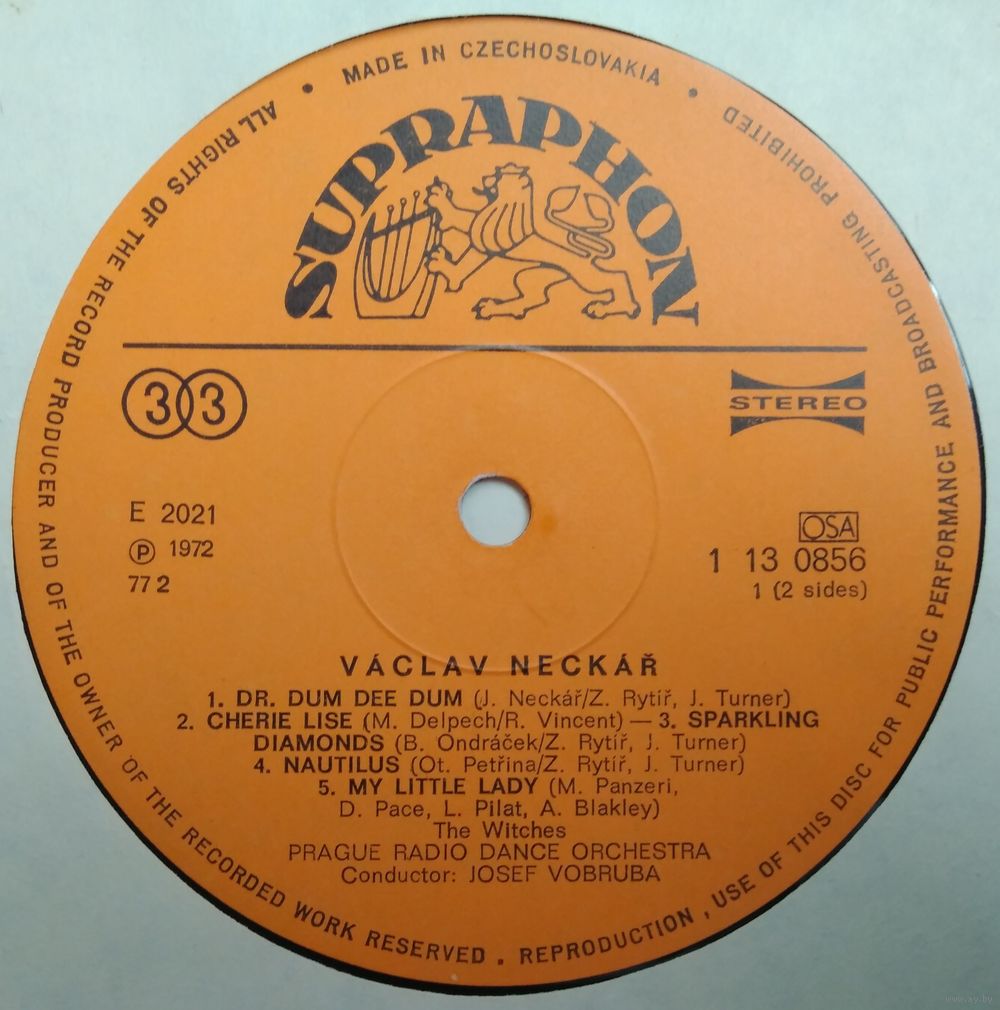 MADE IN CZECHOSLOVAKIA •
ALL RIGHTS OF THE RECORD PRODUCER AND OF THE OWNER OF THE RECORDED WORK RESERVED . REPRODUCTION , USE OF THIS DISC FOR PUBLIC PERFORMANCE AND BROADCASTING PROHIBITED •
SUPRAPHON
33
STEREO
E 2021
Ⓟ 1972
77 2
OSA
1 13 0856
1 (2 sides)
VÁCLAV NECKÁŘ
1. DR. DUM DEE DUM (J. Neckář/Z. Rytíř, J. Turner)
2. CHERIE LISE (M. Delpech/R. Vincent) — 3. SPARKLING
DIAMONDS (B. Ondráček/Z. Rytíř, J. Turner)
4. NAUTILUS (Ot. Petřina/Z. Rytíř, J. Turner)
5. MY LITTLE LADY (M. Panzeri,
D. Pace, L. Pilat, A. Blakley)
The Witches
PRAGUE RADIO DANCE ORCHESTRA
Conductor: JOSEF VOBRUBA
www.ay.by